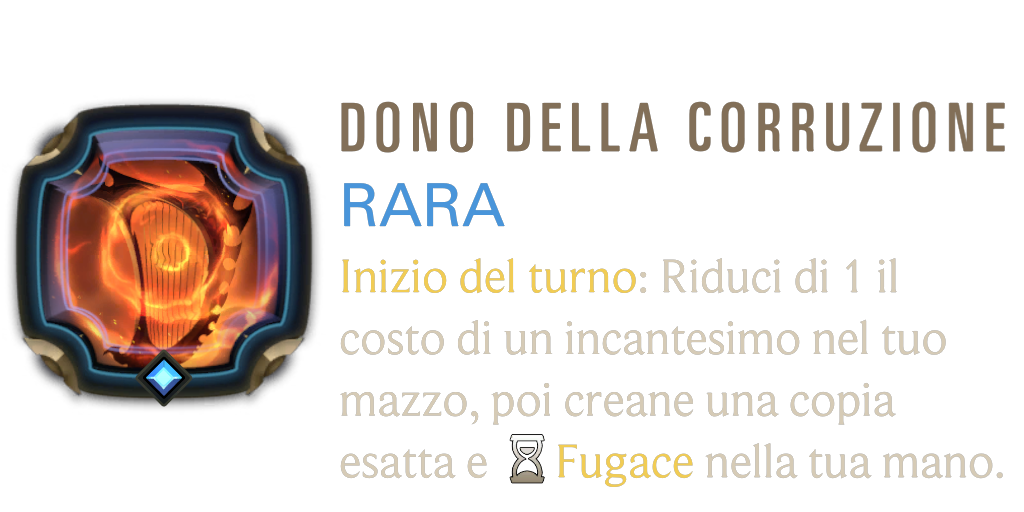 DONO DELLA CORRUZIONE
RARA
Inizio del turno: Riduci di 1 il
costo di un incantesimo nel tuo
mazzo, poi creane una copia
esatta e Fugace nella tua mano.